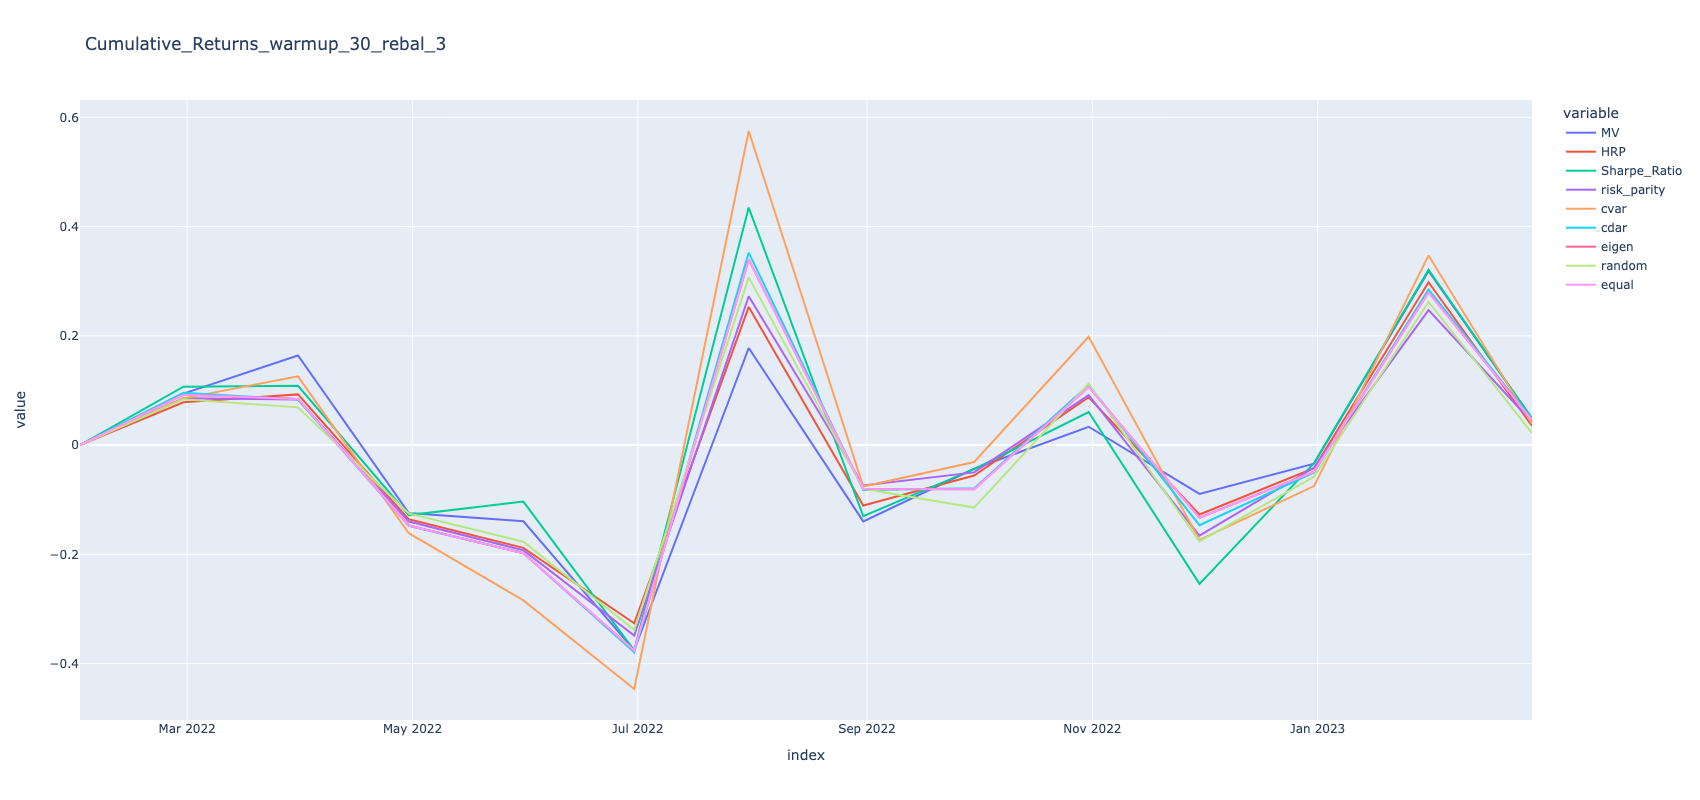 Cumulative_Returns_warmup_30_rebal_3
variable
MV
HRP
Sharpe_Ratio
risk_parity
cvar
cdar
eigen
random
equal
value
0.6
0.4
0.2
0
−0.2
−0.4
Mar 2022
May 2022
Jul 2022
Sep 2022
Nov 2022
Jan 2023
index